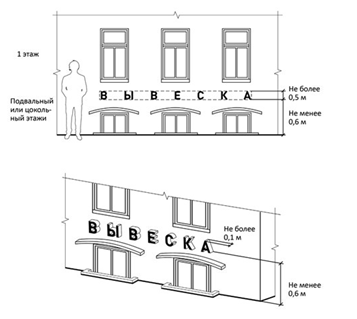 1 этаж
В Ы В Е С К А
Не более
0,5 м
Подвальный
или цоколь-
ный этажи
Не менее
0,6 м
ВЫВЕСКА
Не более
0,1 м
Не менее
0,6 м